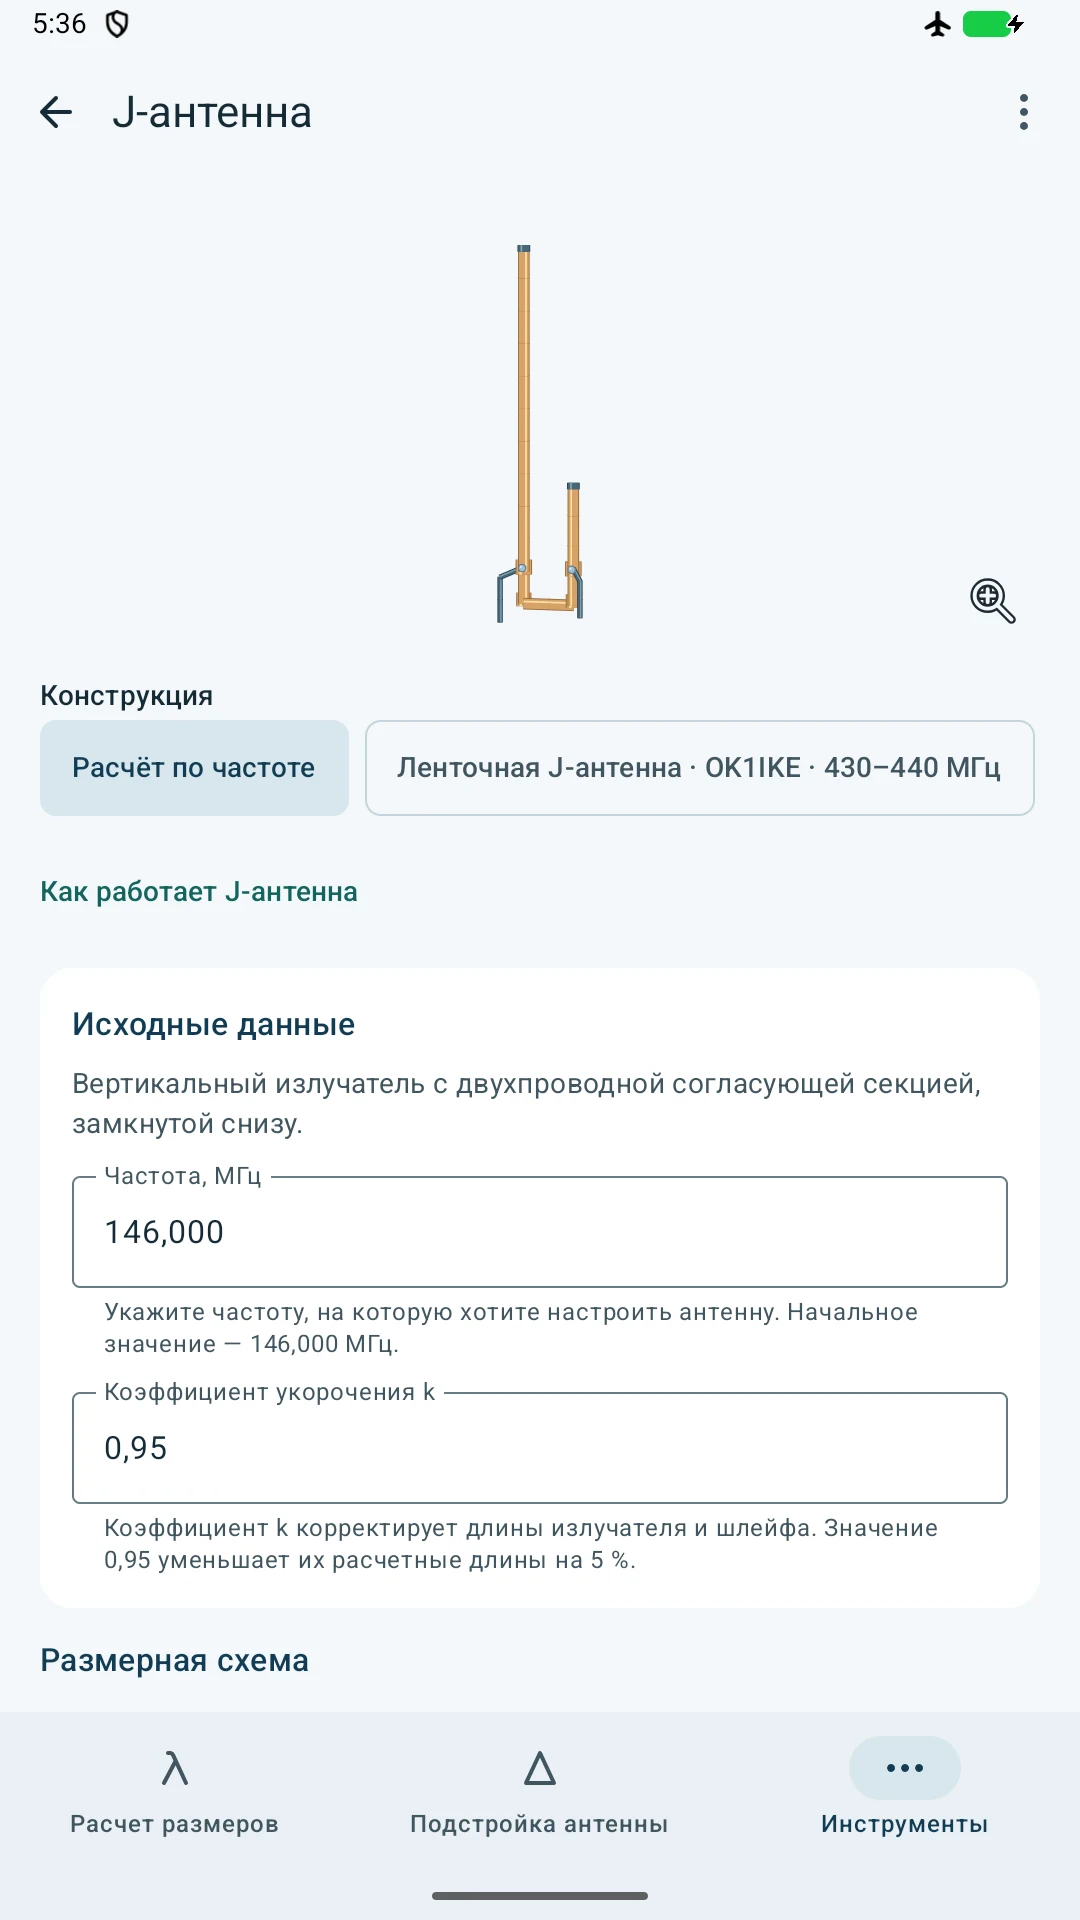 5:36
J-антенна
Конструкция
Расчёт по частоте
Ленточная J-антенна · OK1IKE · 430–440 МГц
Как работает J-антенна
Исходные данные
Вертикальный излучатель с двухпроводной согласующей секцией,
замкнутой снизу.
Частота, МГц
146,000
Укажите частоту, на которую хотите настроить антенну. Начальное
значение — 146,000 МГц.
Коэффициент укорочения k
0,95
Коэффициент k корректирует длины излучателя и шлейфа. Значение
0,95 уменьшает их расчетные длины на 5 %.
Размерная схема
λ
Δ
Расчет размеров
Подстройка антенны
Инструменты